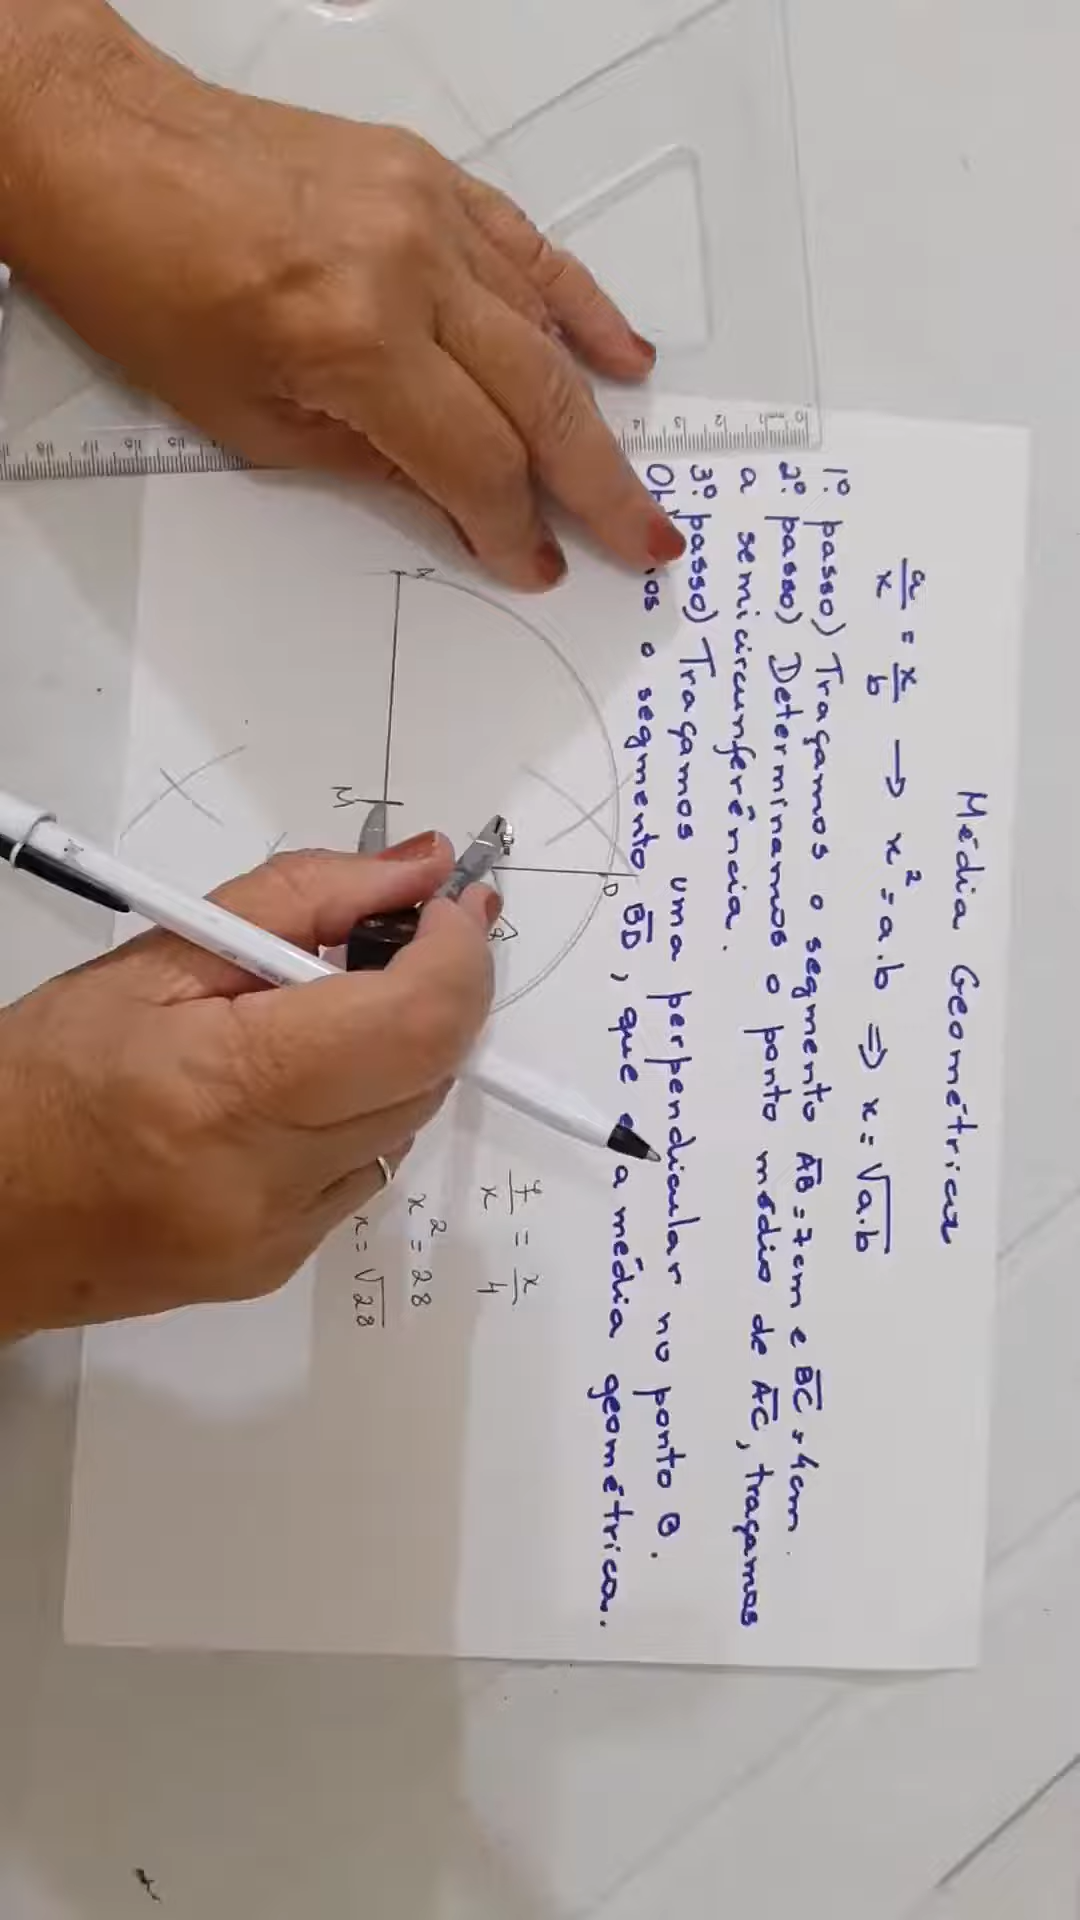 Média Geométrica
a/x = x/b → x² = a.b ⇒ x = √a.b
1º passo) Traçamos o segmento AB = 7cm e BC = 4cm.
2º passo) Determinamos o ponto médio de AC, traçamos
a semicircunferência.
3º passo) Traçamos uma perpendicular no ponto B.
o segmento BD, que é a média geométrica.
A
M
D
7/x = x/4
x² = 28
x = √28